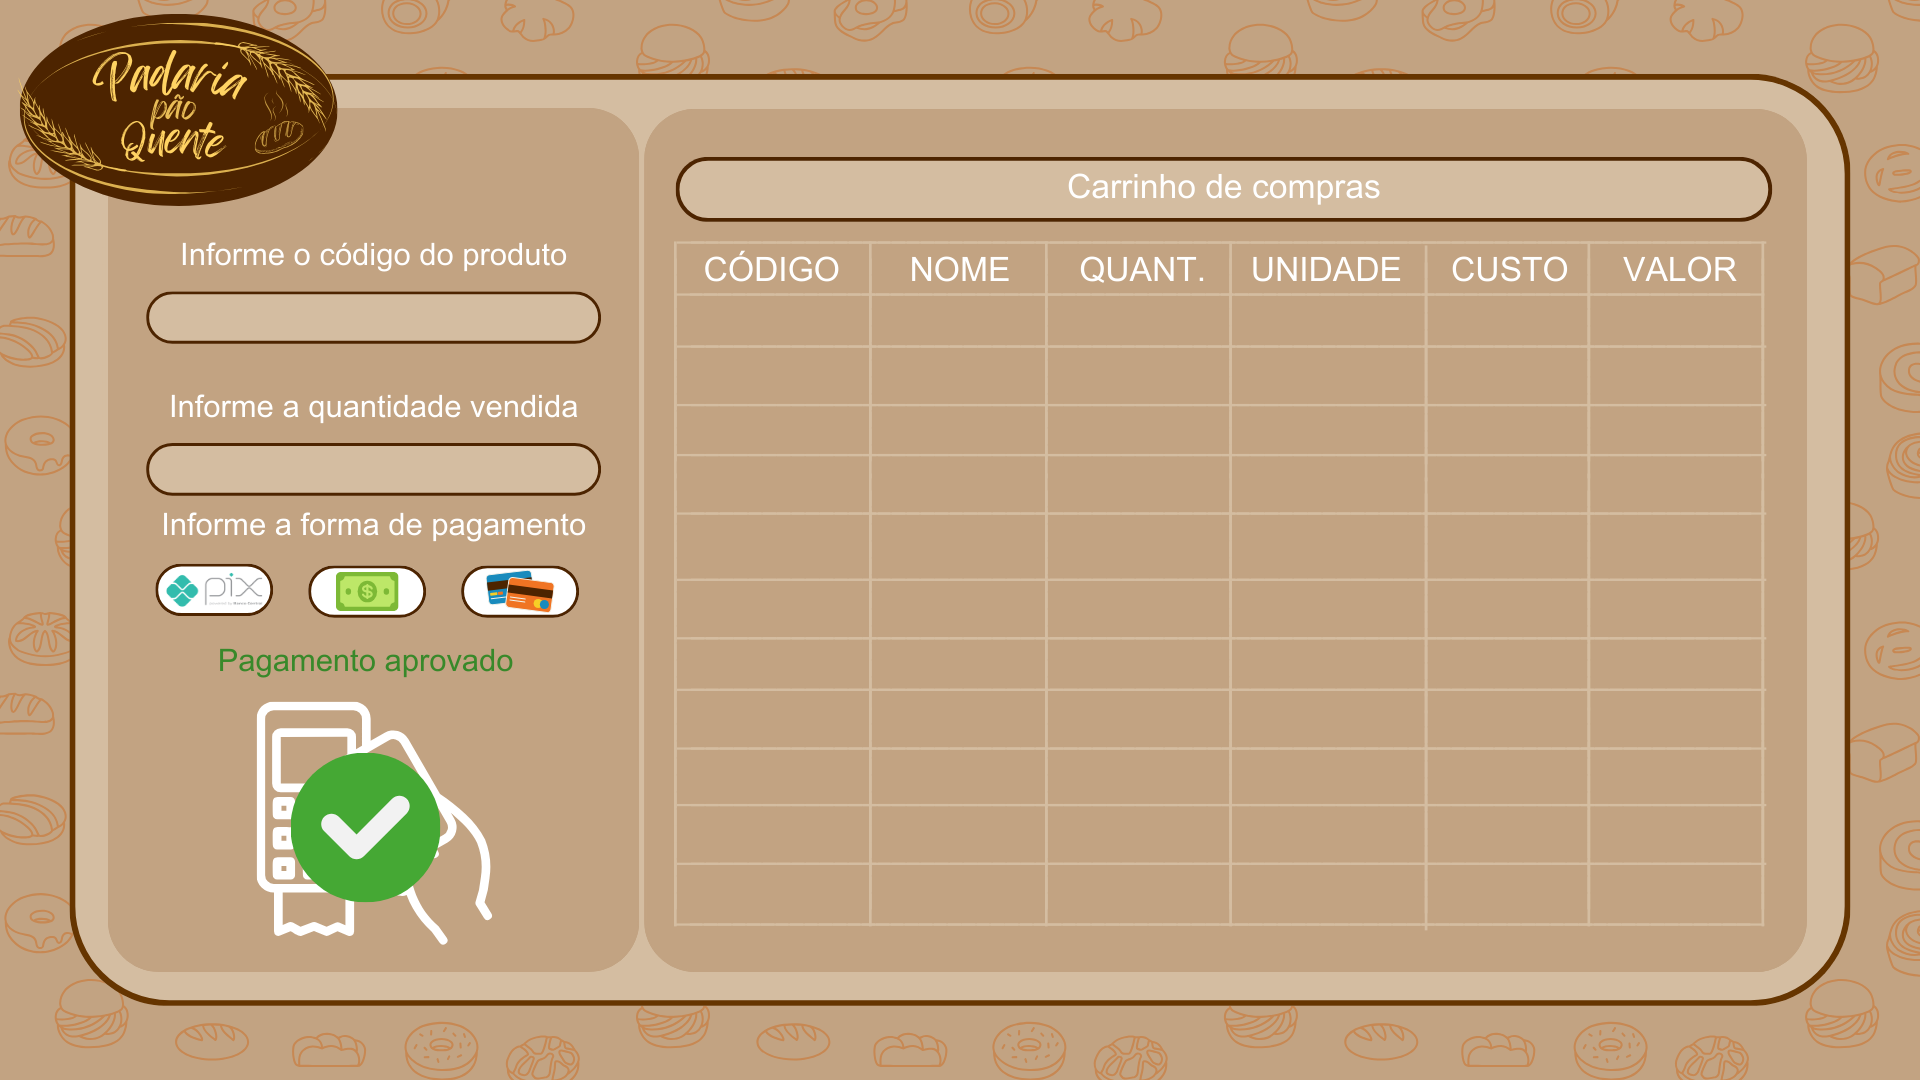 Padaria
pão
Quente
Informe o código do produto
Informe a quantidade vendida
Informe a forma de pagamento
pix
Pagamento aprovado
Carrinho de compras
CÓDIGO NOME QUANT. UNIDADE CUSTO VALOR